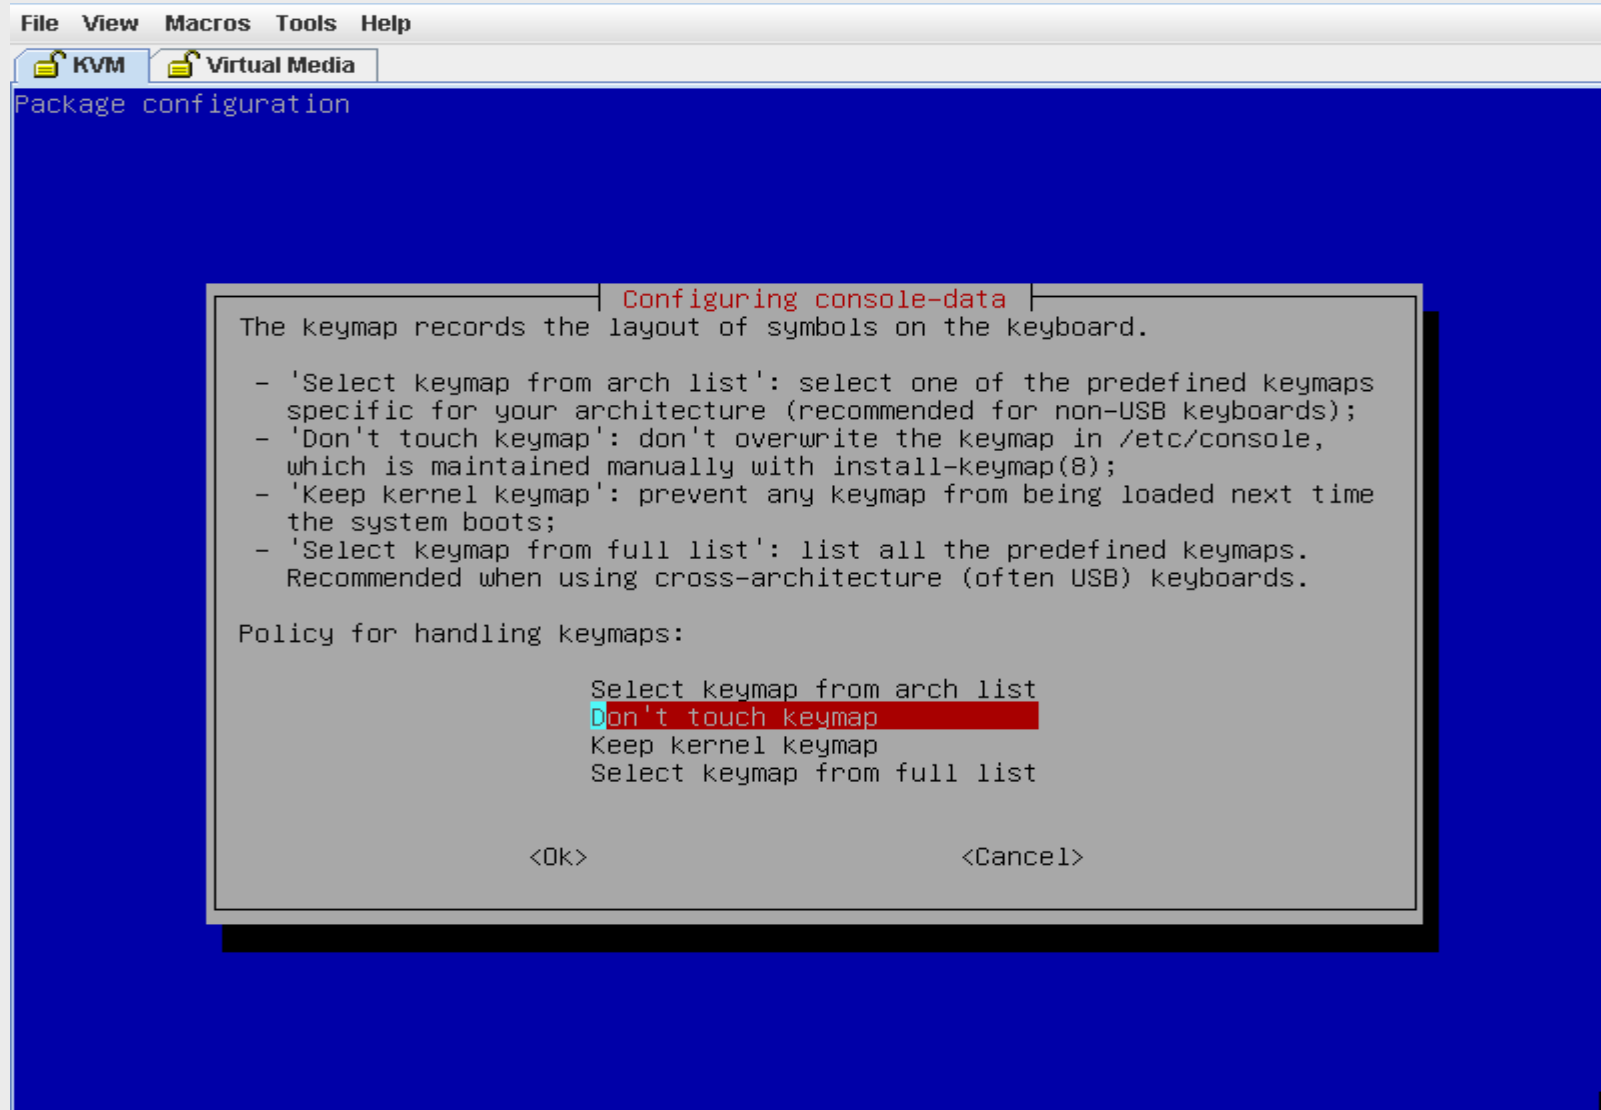 File View Macros Tools Help
KVM Virtual Media
Package configuration
Configuring console-data
The keymap records the layout of symbols on the keyboard.
- 'Select keymap from arch list': select one of the predefined keymaps
specific for your architecture (recommended for non-USB keyboards);
- 'Don't touch keymap': don't overwrite the keymap in /etc/console,
which is maintained manually with install-keymap(8);
- 'Keep kernel keymap': prevent any keymap from being loaded next time
the system boots;
- 'Select keymap from full list': list all the predefined keymaps.
Recommended when using cross-architecture (often USB) keyboards.
Policy for handling keymaps:
Select keymap from arch list
Don't touch keymap
Keep kernel keymap
Select keymap from full list
<Ok> <Cancel>